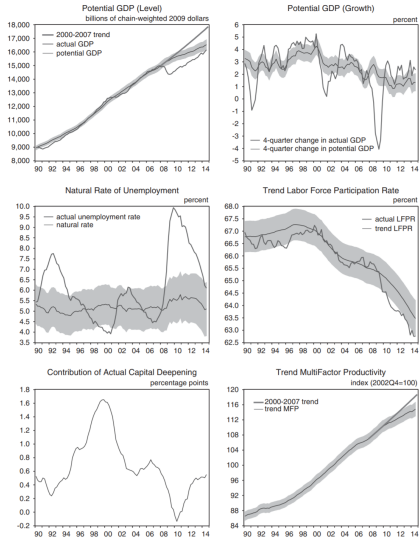 Potential GDP (Level)
billions of chain-weighted 2009 dollars
18,000
17,000
16,000
15,000
14,000
13,000
12,000
11,000
10,000
9,000
8,000
2000-2007 trend
actual GDP
potential GDP
90 92 94 96 98 00 02 04 06 08 10 12 14
Potential GDP (Growth)
percent
6
5
4
3
2
1
0
-1
-2
-3
-4
-5
4-quarter change in actual GDP
4-quarter change in potential GDP
90 92 94 96 98 00 02 04 06 08 10 12 14
Natural Rate of Unemployment
percent
10.0
9.5
9.0
8.5
8.0
7.5
7.0
6.5
6.0
5.5
5.0
4.5
4.0
3.5
actual unemployment rate
natural rate
90 92 94 96 98 00 02 04 06 08 10 12 14
Trend Labor Force Participation Rate
percent
68.0
67.5
67.0
66.5
66.0
65.5
65.0
64.5
64.0
63.5
63.0
62.5
actual LFPR
trend LFPR
90 92 94 96 98 00 02 04 06 08 10 12 14
Contribution of Actual Capital Deepening
percentage points
1.8
1.6
1.4
1.2
1.0
0.8
0.6
0.4
0.2
0.0
-0.2
90 92 94 96 98 00 02 04 06 08 10 12 14
Trend MultiFactor Productivity
index (2002Q4=100)
120
116
112
108
104
100
96
92
88
84
2000-2007 trend
trend MFP
90 92 94 96 98 00 02 04 06 08 10 12 14